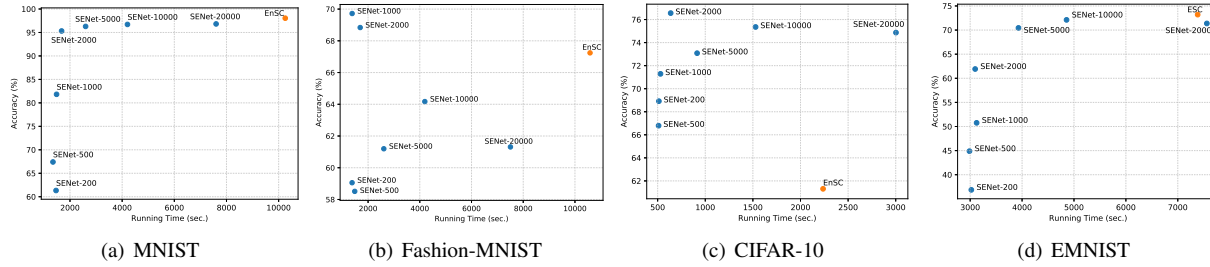 100
95
90
85
80
75
70
65
60
Accuracy (%)
SENet-5000
SENet-10000
SENet-20000
EnSC
SENet-2000
SENet-1000
SENet-500
SENet-200
2000
4000
6000
8000
10000
Running Time (sec.)
(a) MNIST
70
68
66
64
62
60
58
Accuracy (%)
SENet-1000
SENet-2000
EnSC
SENet-10000
SENet-5000
SENet-20000
SENet-200
SENet-500
2000
4000
6000
8000
10000
Running Time (sec.)
(b) Fashion-MNIST
76
74
72
70
68
66
64
62
Accuracy (%)
SENet-2000
SENet-10000
SENet-20000
SENet-5000
SENet-1000
SENet-200
SENet-500
EnSC
500
1000
1500
2000
2500
3000
Running Time (sec.)
(c) CIFAR-10
75
70
65
60
55
50
45
40
35
Accuracy (%)
SENet-10000
ESC
SENet-5000
SENet-2000
SENet-2000
SENet-1000
SENet-500
SENet-200
3000
4000
5000
6000
7000
Running Time (sec.)
(d) EMNIST